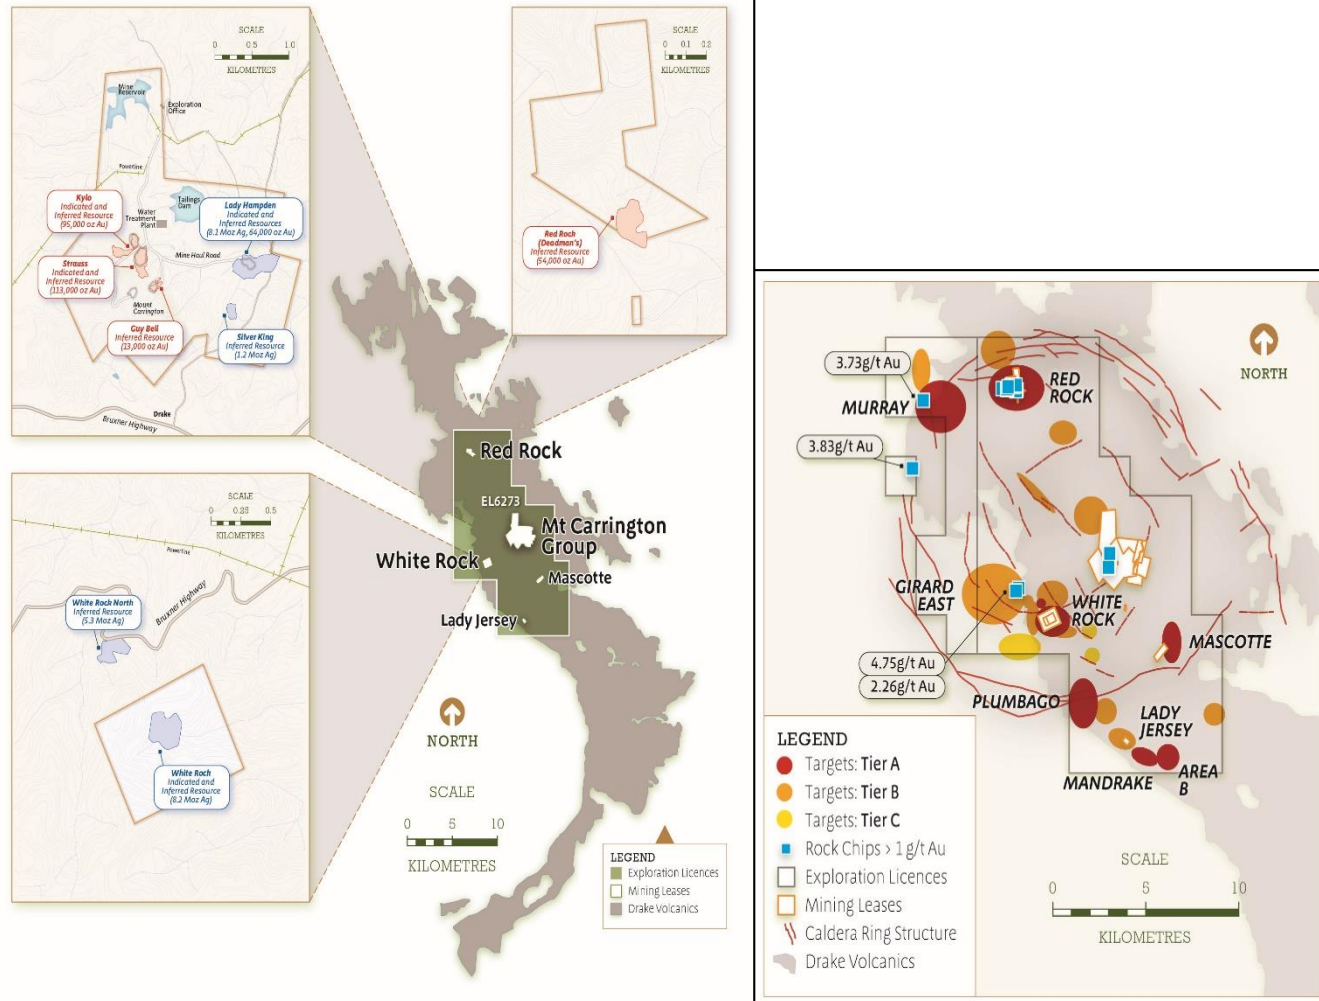 SCALE
0 0.5 1.0
KILOMETRES
Mine
Reservoir
Exploration
Office
Powerline
Kylo
Indicated and
Inferred Resource
(95,000 oz Au)
Water
Treatment
Plant
Tailings
Dam
Lady Hampden
Indicated and
Inferred Resources
(8.1 Moz Ag, 64,000 oz Au)
Strauss
Indicated and
Inferred Resource
(113,000 oz Au)
Mine Haul Road
Mount
Carrington
Guy Bell
Inferred Resource
(13,000 oz Au)
Silver King
Inferred Resource
(1.2 Moz Ag)
Drake
Bruxner Highway
SCALE
0 0.1 0.2
KILOMETRES
Red Rock
(Deadman's)
Inferred Resource
(54,000 oz Au)
SCALE
0 0.25 0.5
KILOMETRES
Powerline
Bruxner Highway
White Rock North
Inferred Resource
(5.3 Moz Ag)
White Rock
Indicated and
Inferred Resource
(8.2 Moz Ag)
Red Rock
EL6273
Mt Carrington
Group
White Rock
Mascotte
Lady Jersey
NORTH
SCALE
0 5 10
KILOMETRES
LEGEND
Exploration Licences
Mining Leases
Drake Volcanics
3.73g/t Au
MURRAY
RED
ROCK
NORTH
3.83g/t Au
GIRARD
EAST
WHITE
ROCK
MASCOTTE
4.75g/t Au
2.26g/t Au
PLUMBAGO
LADY
JERSEY
MANDRAKE
AREA
B
LEGEND
Targets: Tier A
Targets: Tier B
Targets: Tier C
Rock Chips > 1 g/t Au
Exploration Licences
Mining Leases
Caldera Ring Structure
Drake Volcanics
SCALE
0 5 10
KILOMETRES